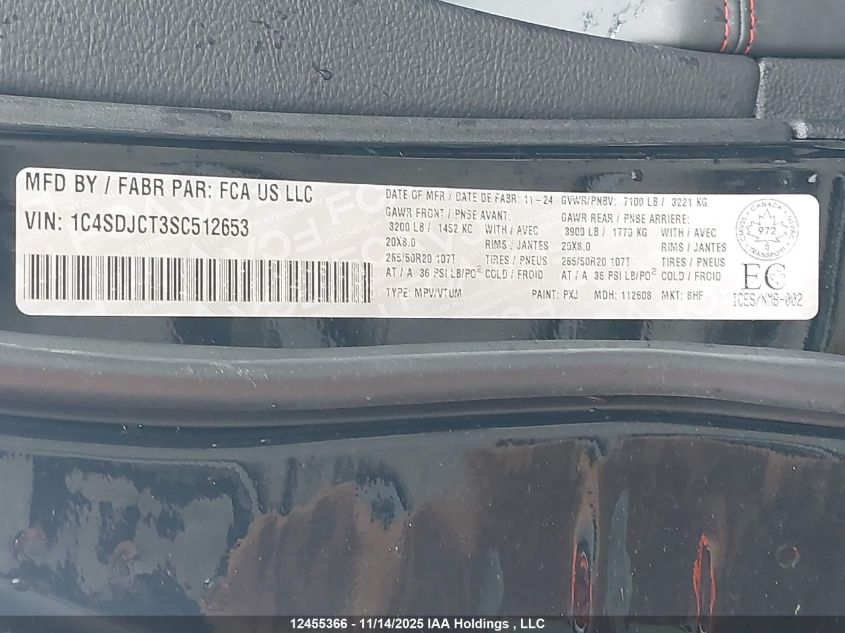 MFD BY / FABR PAR: FCA US LLC
VIN: 1C4SDJCT3SC512653
DATE OF MFR / DATE DE FABR: 11-24 GVWR/PNBV: 7100 LB / 3221 KG
GAWR FRONT / PNBE AVANT: GAWR REAR / PNBE ARRIERE:
3200 LB / 1452 KG WITH / AVEC 3900 LB / 1770 KG WITH / AVEC
20X8.0 RIMS / JANTES 20X8.0 RIMS / JANTES
265/50R20 107T TIRES / PNEUS 265/50R20 107T TIRES / PNEUS
AT / A 36 PSI LB/PO² COLD / FROID AT / A 36 PSI LB/PO² COLD / FROID
TYPE: MPV/VTUM PAINT: PXJ MDH: 112608 MKT: BHF
CANADA
972
TRANSPORT
EC
ICES/NMB-002
12455366 - 11/14/2025 IAA Holdings , LLC